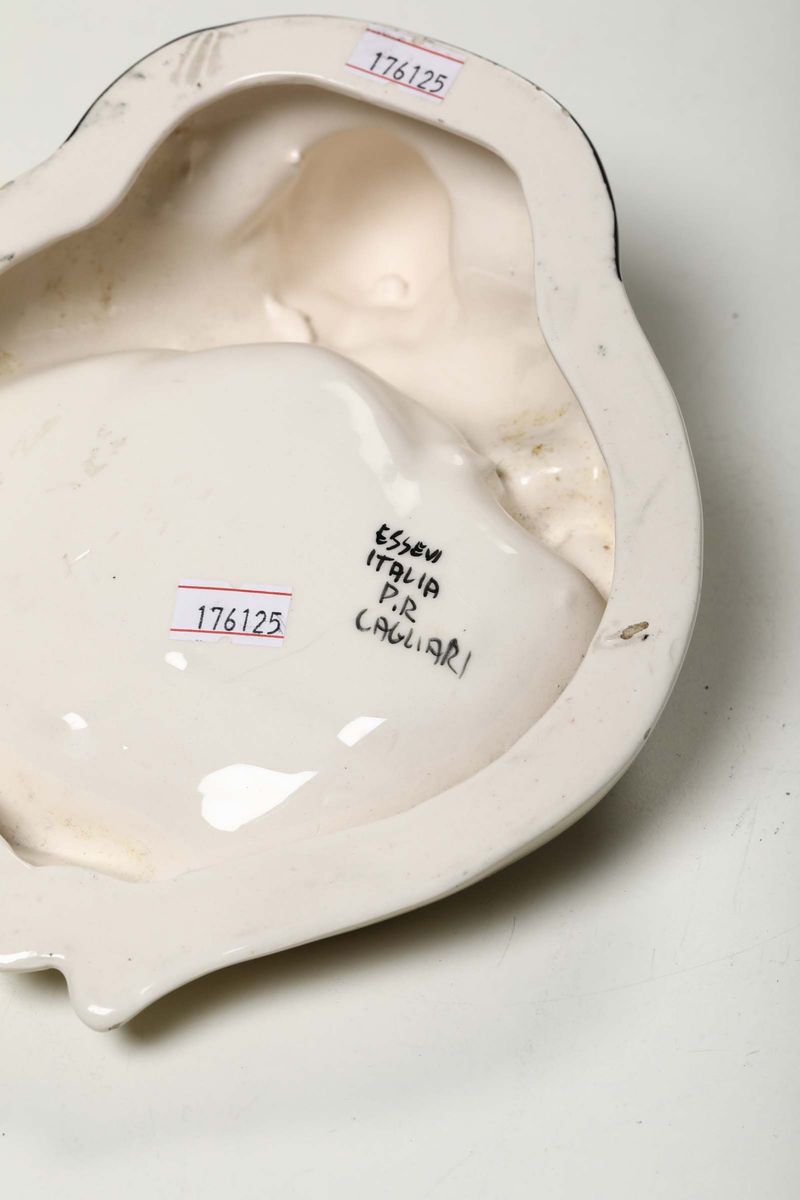 176125
ESSEVI
ITALIA
P.R
CAGLIARI
176125